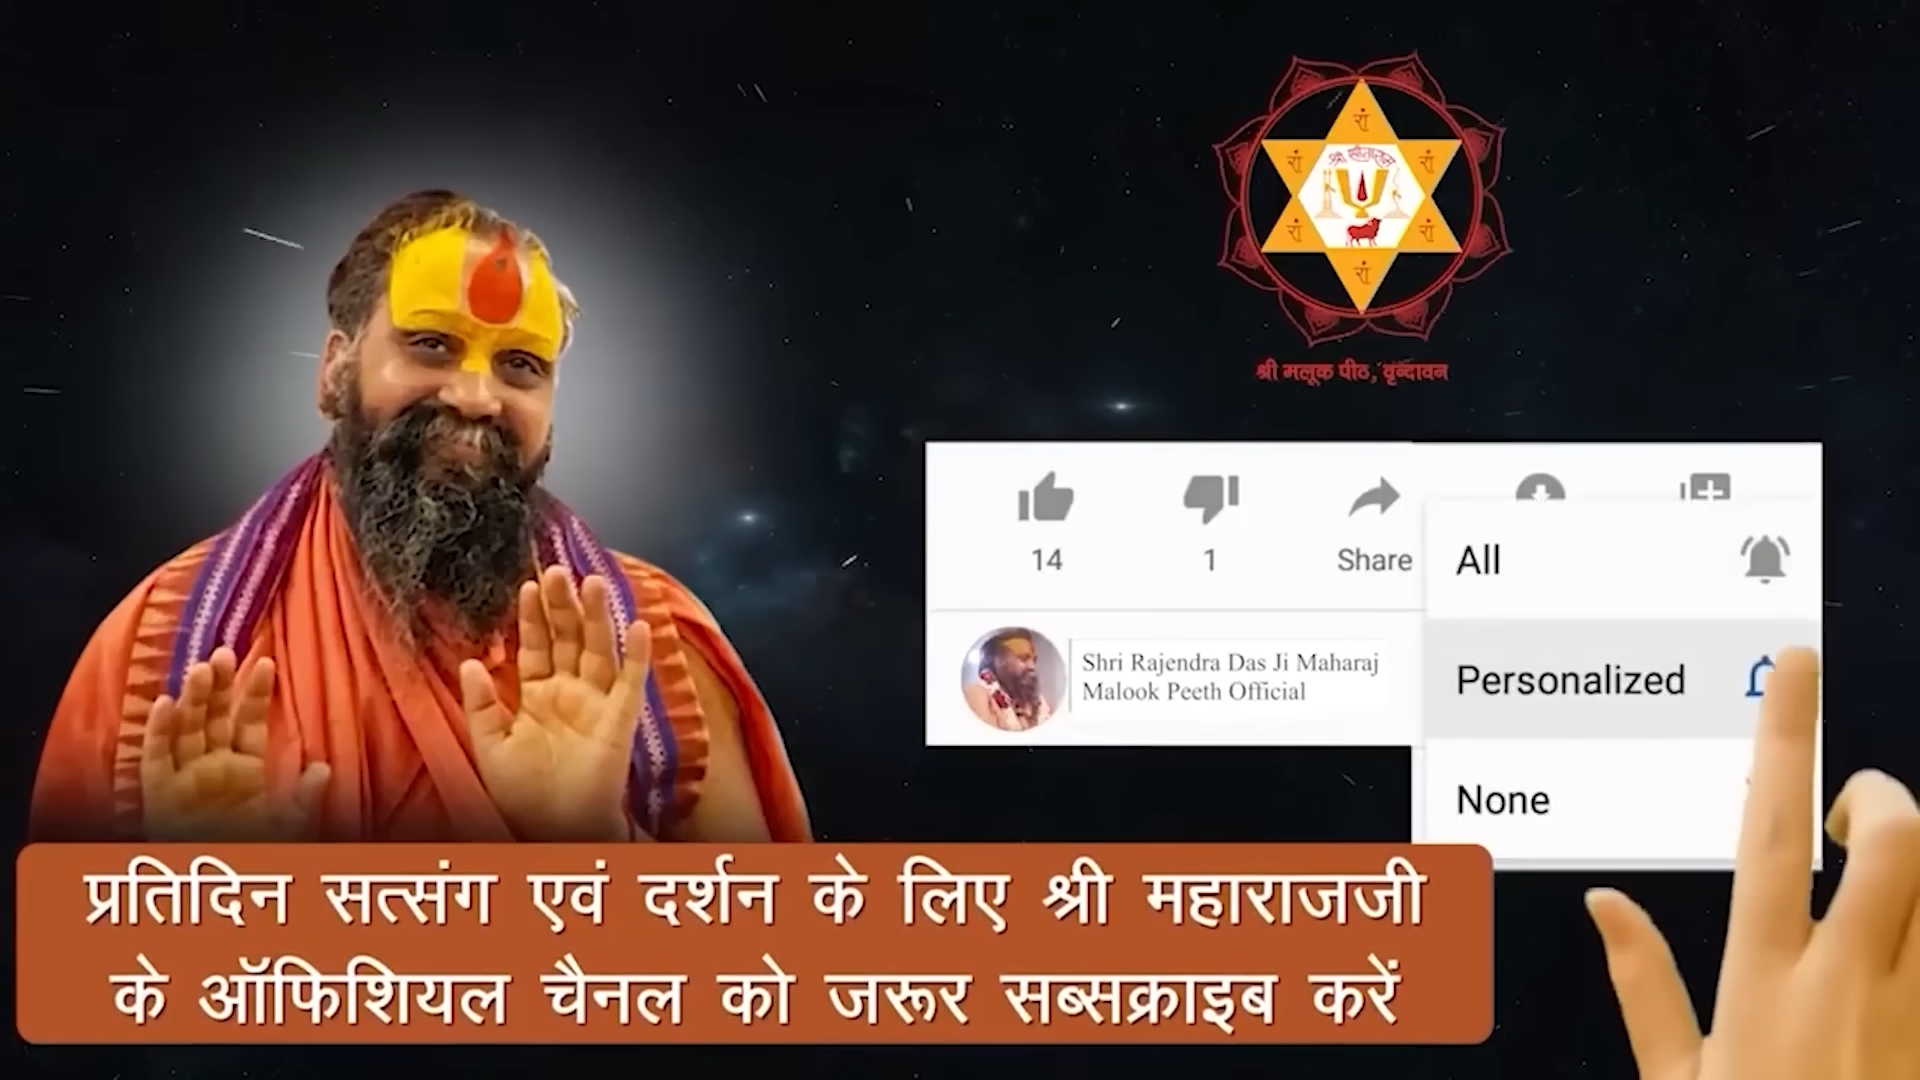 रां
रां
रां
श्री सीताराम
रां
रां
रां
श्री मलूक पीठ, वृन्दावन
14
1
Share
All
Shri Rajendra Das Ji Maharaj
Malook Peeth Official
Personalized
None
प्रतिदिन सत्संग एवं दर्शन के लिए श्री महाराजजी
के ऑफिशियल चैनल को जरूर सब्सक्राइब करें